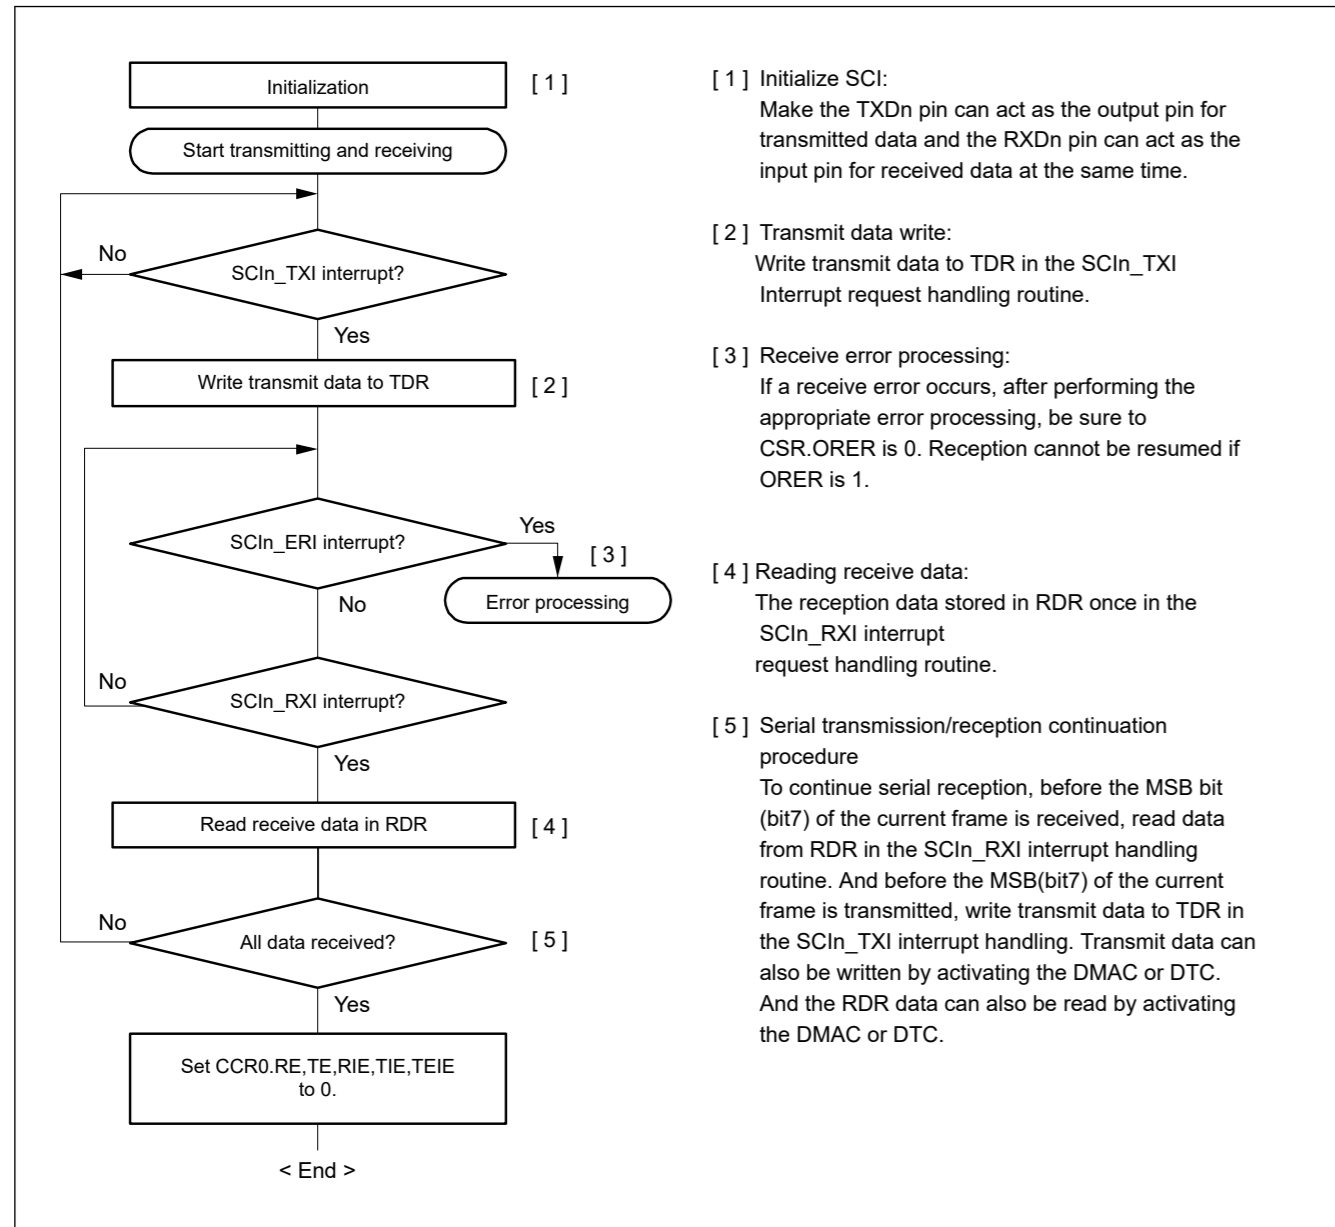 Initialization
[ 1 ]
Start transmitting and receiving
No
SCIn_TXI interrupt?
Yes
Write transmit data to TDR
[ 2 ]
SCIn_ERI interrupt?
Yes
[ 3 ]
Error processing
No
No
SCIn_RXI interrupt?
Yes
Read receive data in RDR
[ 4 ]
No
All data received?
[ 5 ]
Yes
Set CCR0.RE,TE,RIE,TIE,TEIE
to 0.
< End >
[ 1 ] Initialize SCI:
Make the TXDn pin can act as the output pin for
transmitted data and the RXDn pin can act as the
input pin for received data at the same time.
[ 2 ] Transmit data write:
Write transmit data to TDR in the SCIn_TXI
Interrupt request handling routine.
[ 3 ] Receive error processing:
If a receive error occurs, after performing the
appropriate error processing, be sure to
CSR.ORER is 0. Reception cannot be resumed if
ORER is 1.
[ 4 ] Reading receive data:
The reception data stored in RDR once in the
SCIn_RXI interrupt
request handling routine.
[ 5 ] Serial transmission/reception continuation
procedure
To continue serial reception, before the MSB bit
(bit7) of the current frame is received, read data
from RDR in the SCIn_RXI interrupt handling
routine. And before the MSB(bit7) of the current
frame is transmitted, write transmit data to TDR in
the SCIn_TXI interrupt handling. Transmit data can
also be written by activating the DMAC or DTC.
And the RDR data can also be read by activating
the DMAC or DTC.